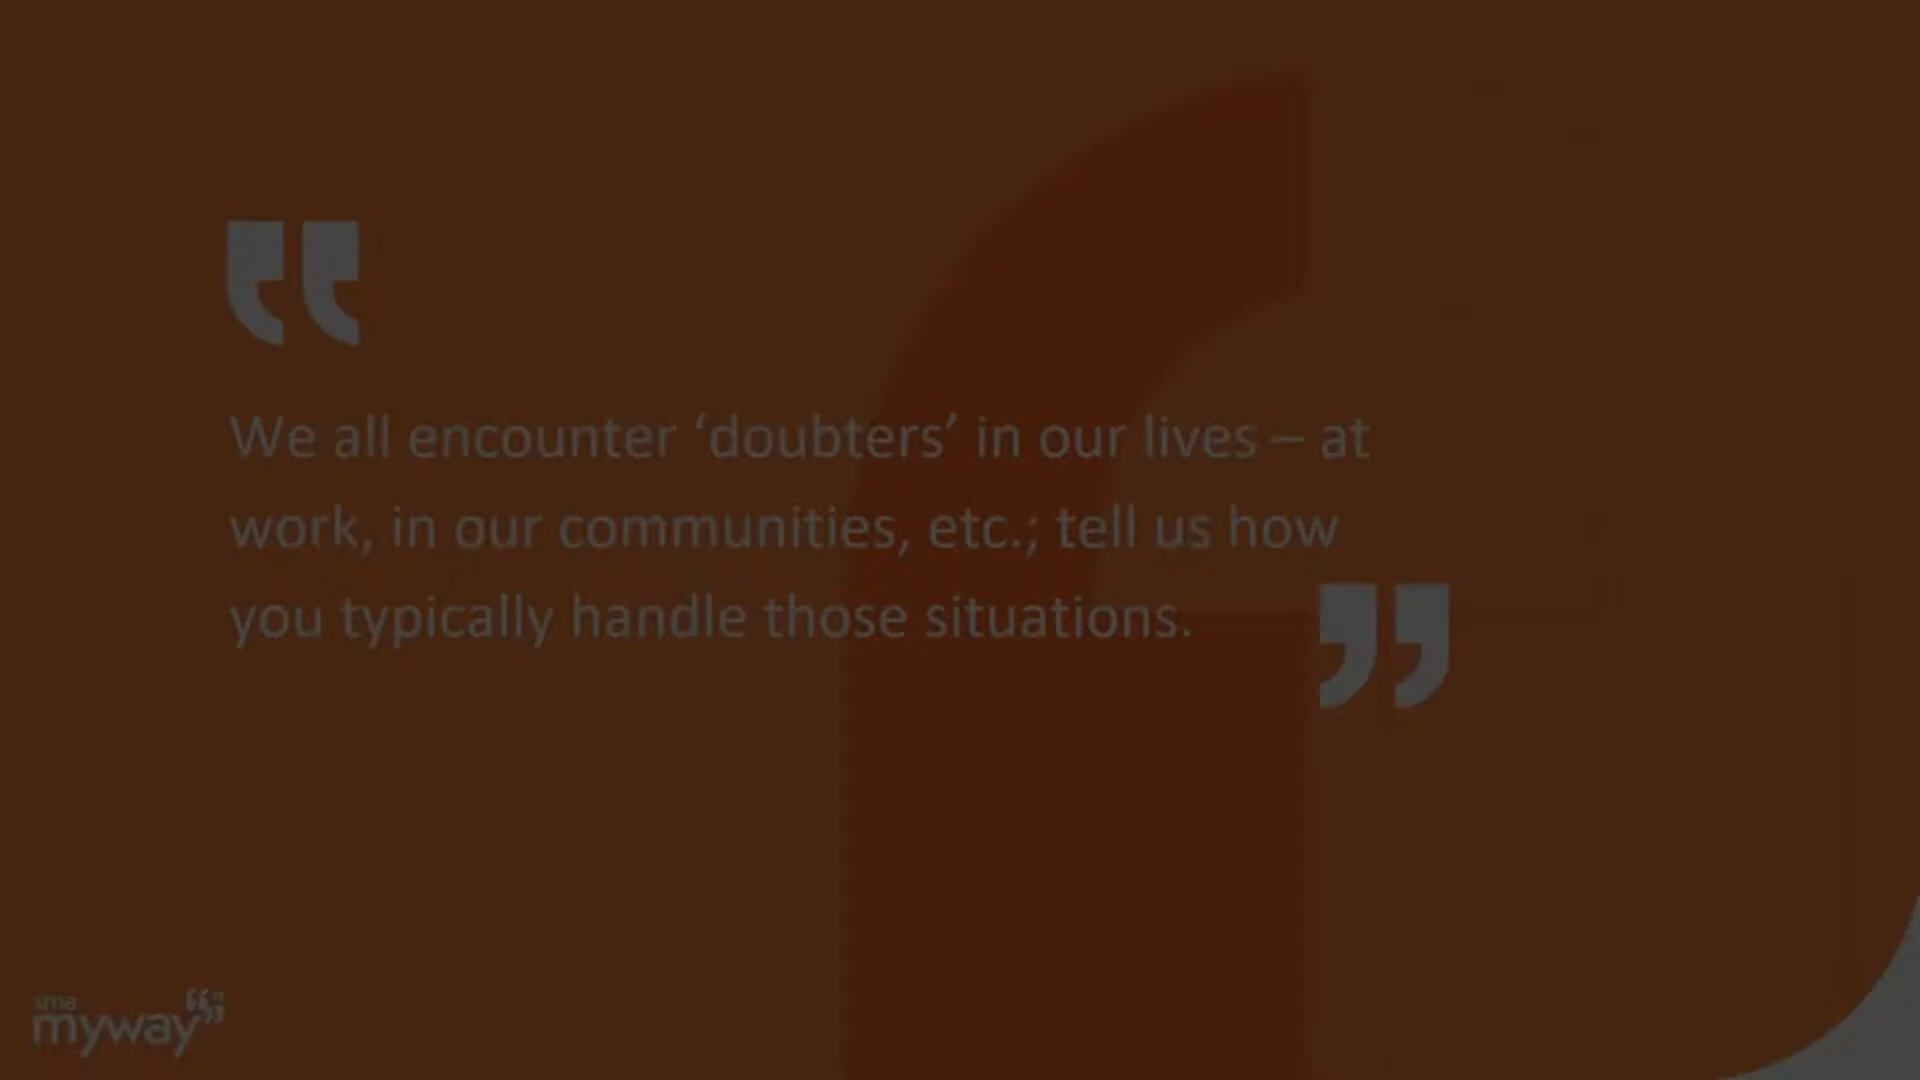 We all encounter ‘doubters’ in our lives – at
work, in our communities, etc.; tell us how
you typically handle those situations.
sma
myway